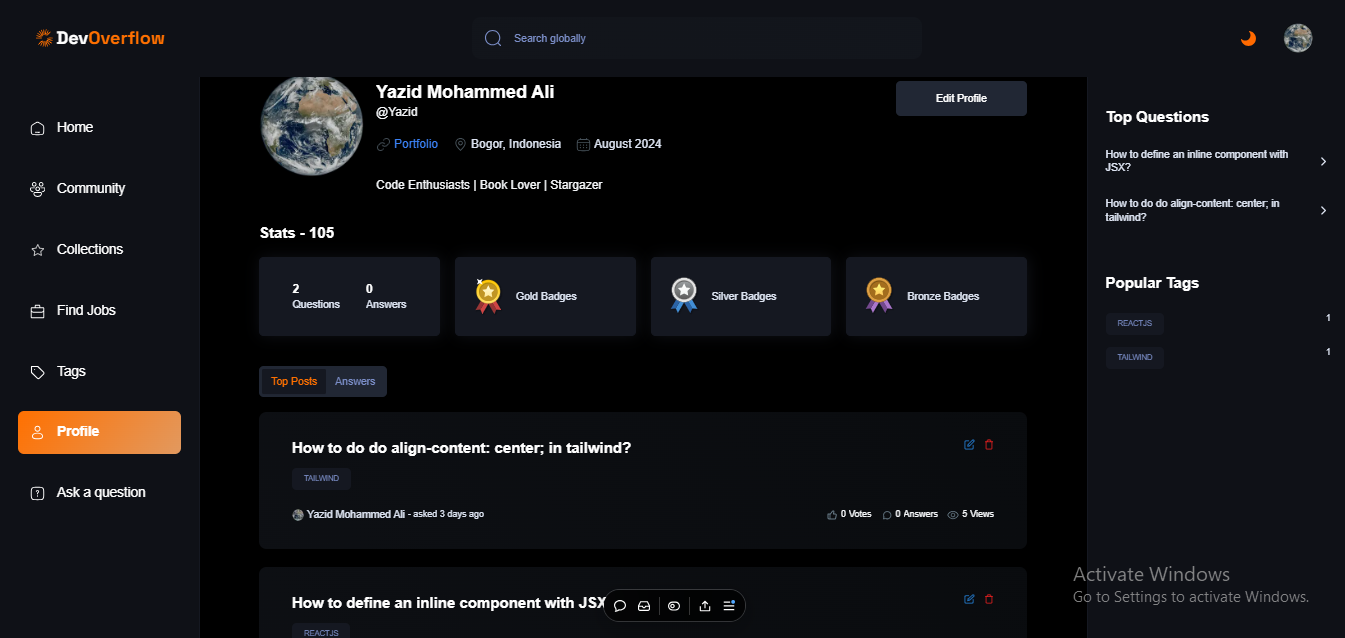 DevOverflow
Search globally
Home
Community
Collections
Find Jobs
Tags
Profile
Ask a question
Yazid Mohammed Ali
@Yazid
Edit Profile
Portfolio
Bogor, Indonesia
August 2024
Code Enthusiasts | Book Lover | Stargazer
Stats - 105
2
Questions
0
Answers
Gold Badges
Silver Badges
Bronze Badges
Top Posts
Answers
How to do do align-content: center; in tailwind?
TAILWIND
Yazid Mohammed Ali - asked 3 days ago
0 Votes
0 Answers
5 Views
How to define an inline component with JSX
REACTJS
Top Questions
How to define an inline component with
JSX?
How to do do align-content: center; in
tailwind?
Popular Tags
REACTJS
1
TAILWIND
1
Activate Windows
Go to Settings to activate Windows.